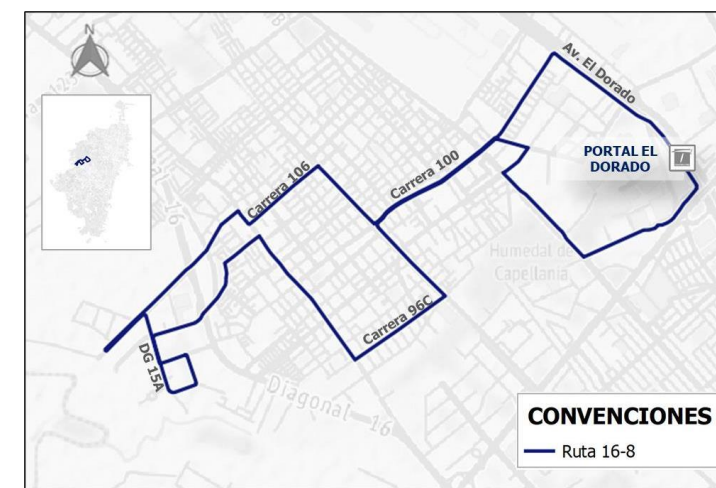 N
Av. El Dorado
PORTAL EL
DORADO
Carrera 100
Carrera 106
Humedal de
Capellanía
Carrera 96C
DG 15A
Diagonal 16
CONVENCIONES
Ruta 16-8